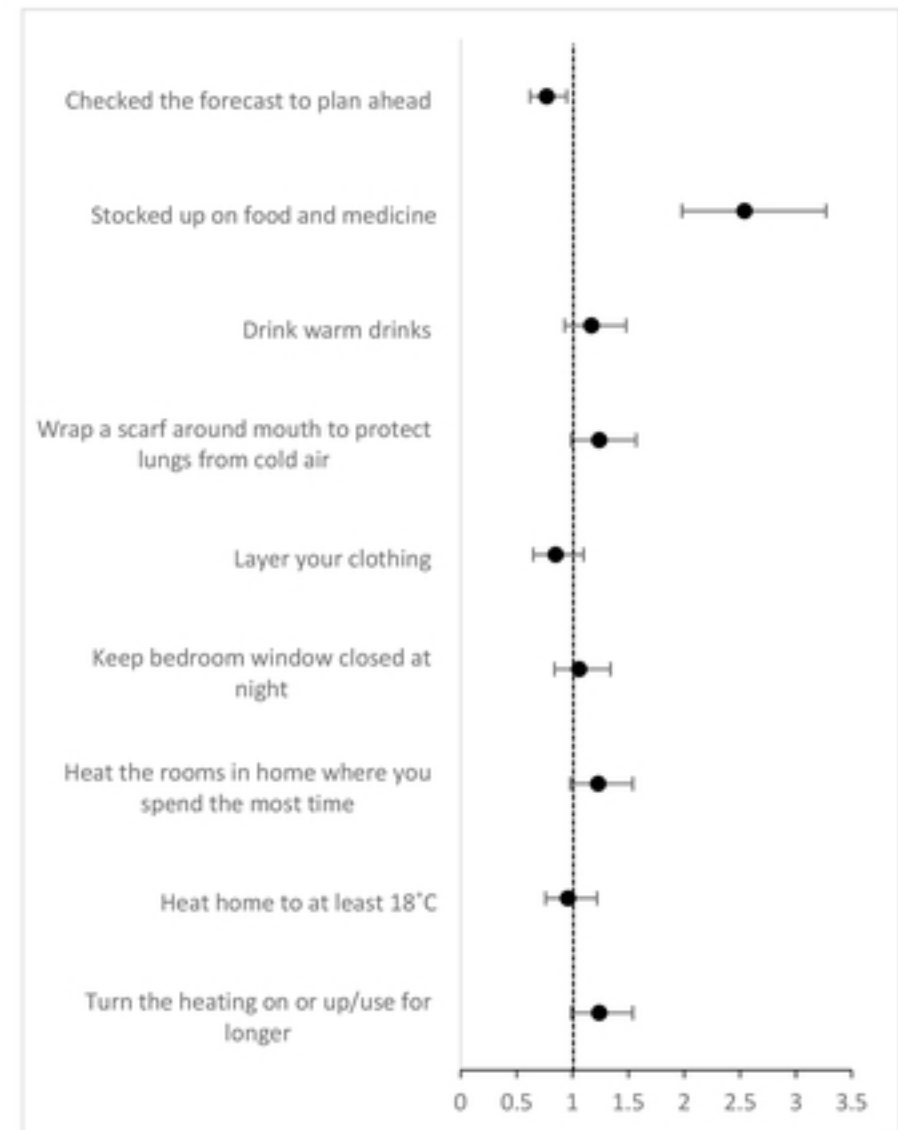 Checked the forecast to plan ahead
Stocked up on food and medicine
Drink warm drinks
Wrap a scarf around mouth to protect
lungs from cold air
Layer your clothing
Keep bedroom window closed at
night
Heat the rooms in home where you
spend the most time
Heat home to at least 18˚C
Turn the heating on or up/use for
longer
0 0.5 1 1.5 2 2.5 3 3.5